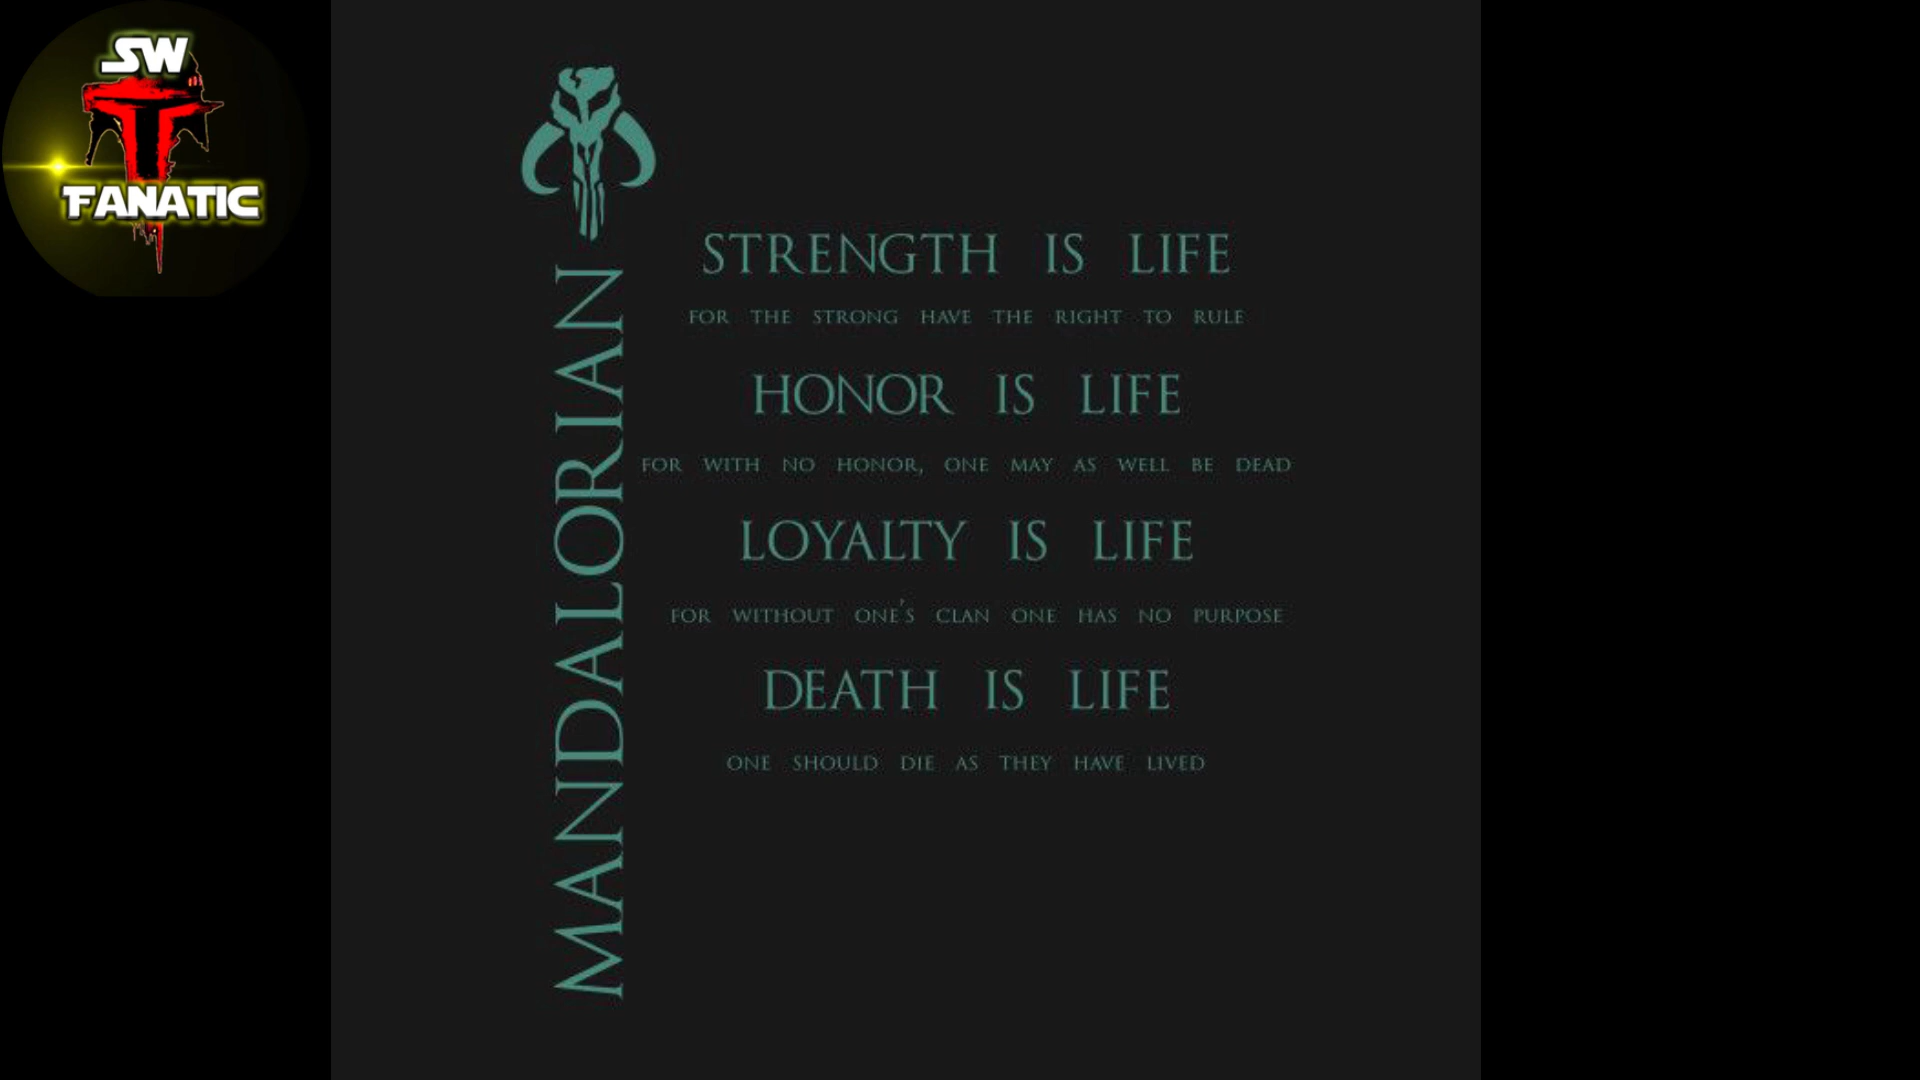 SW
FANATIC
MANDALORIAN
STRENGTH IS LIFE
FOR THE STRONG HAVE THE RIGHT TO RULE
HONOR IS LIFE
FOR WITH NO HONOR, ONE MAY AS WELL BE DEAD
LOYALTY IS LIFE
FOR WITHOUT ONE'S CLAN ONE HAS NO PURPOSE
DEATH IS LIFE
ONE SHOULD DIE AS THEY HAVE LIVED